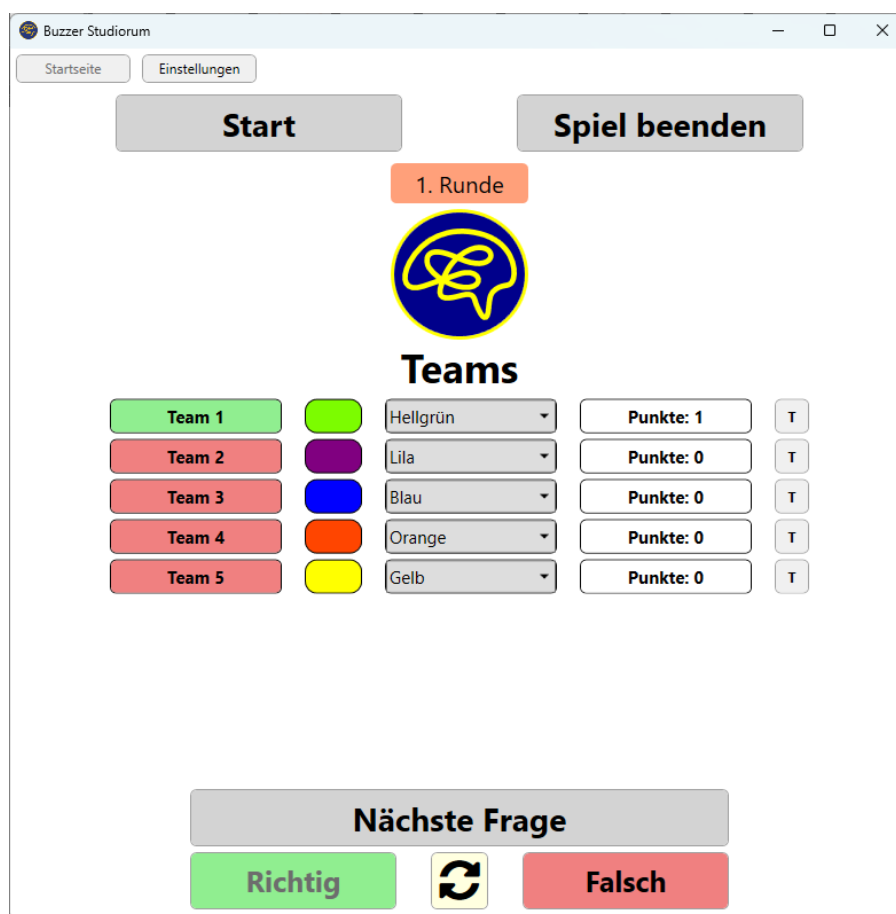 Buzzer Studiorum
Startseite Einstellungen
Start Spiel beenden
1. Runde
Teams
Team 1 Hellgrün Punkte: 1 T
Team 2 Lila Punkte: 0 T
Team 3 Blau Punkte: 0 T
Team 4 Orange Punkte: 0 T
Team 5 Gelb Punkte: 0 T
Nächste Frage
Richtig Falsch